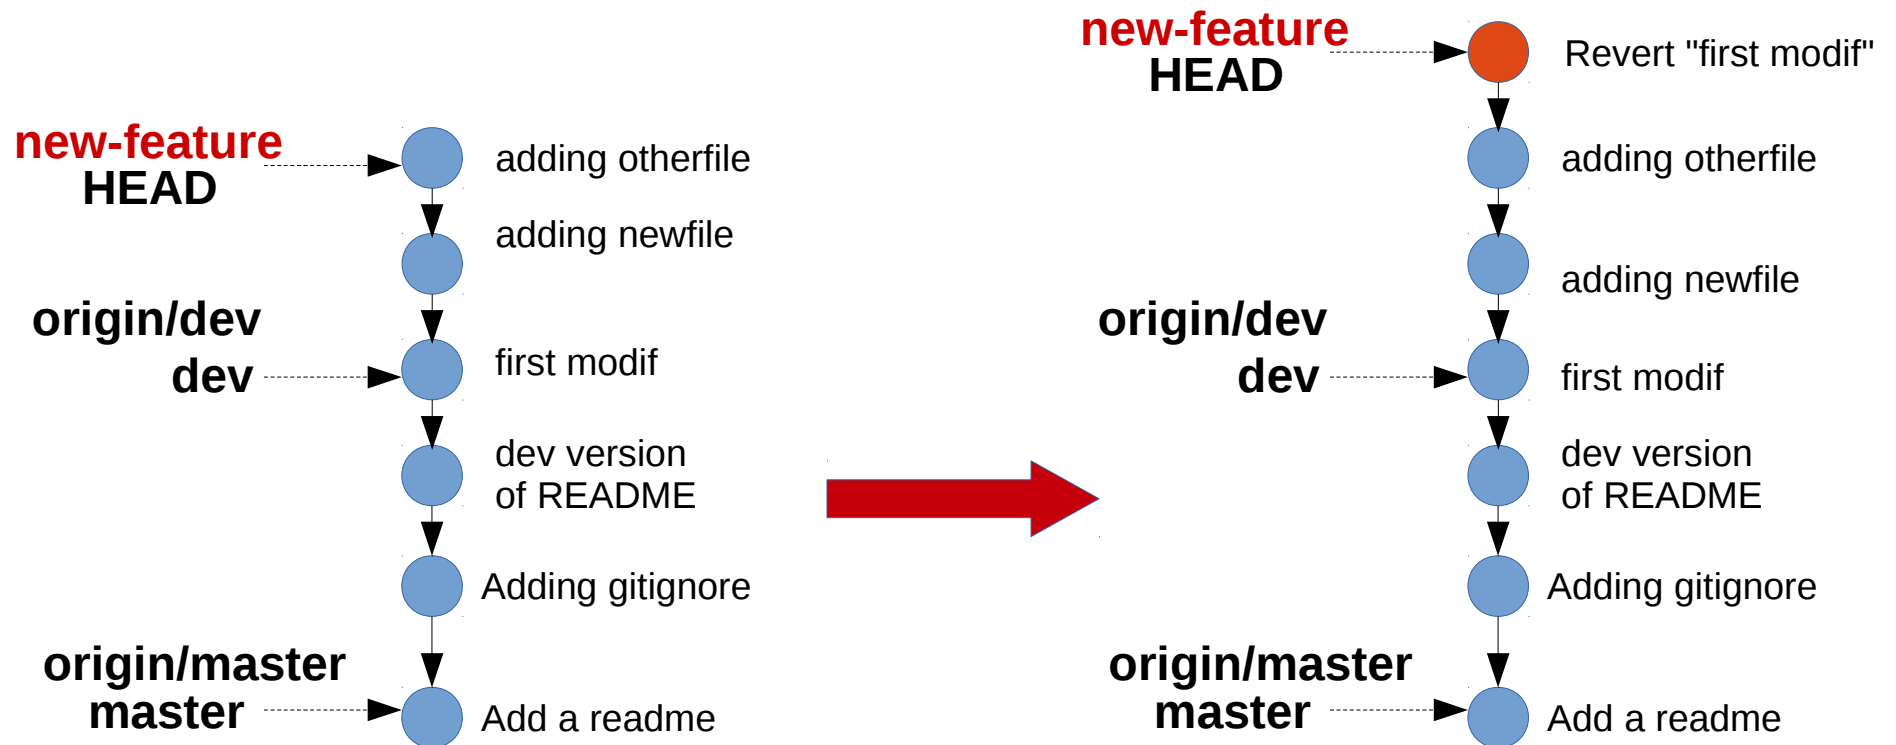 new-feature
HEAD
adding otherfile
adding newfile
origin/dev
dev
first modif
dev version
of README
Adding gitignore
origin/master
master
Add a readme
new-feature
HEAD
Revert "first modif"
adding otherfile
adding newfile
origin/dev
dev
first modif
dev version
of README
Adding gitignore
origin/master
master
Add a readme